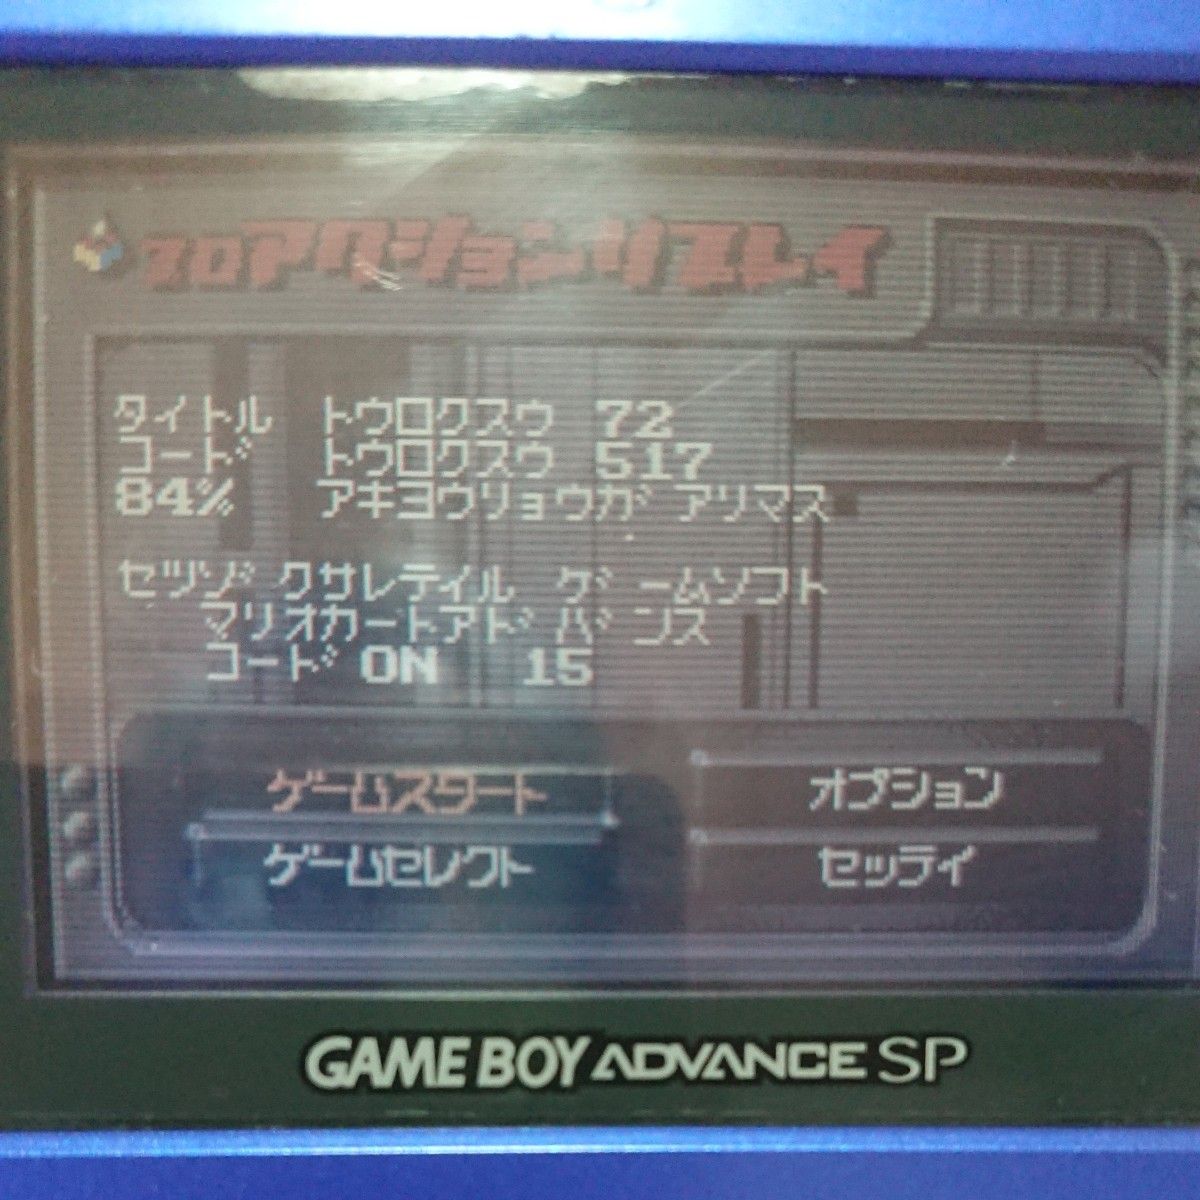 プロアクションリプレイ
タイトル トウロクスウ 72
コード トウロクスウ 517
84% アキヨウリョウガ アリマス
セツゾクサレテイル ゲームソフト
マリオカートアドバンス
コード ON 15
ゲームスタート オプション
ゲームセレクト セッティ
GAME BOY ADVANCE SP